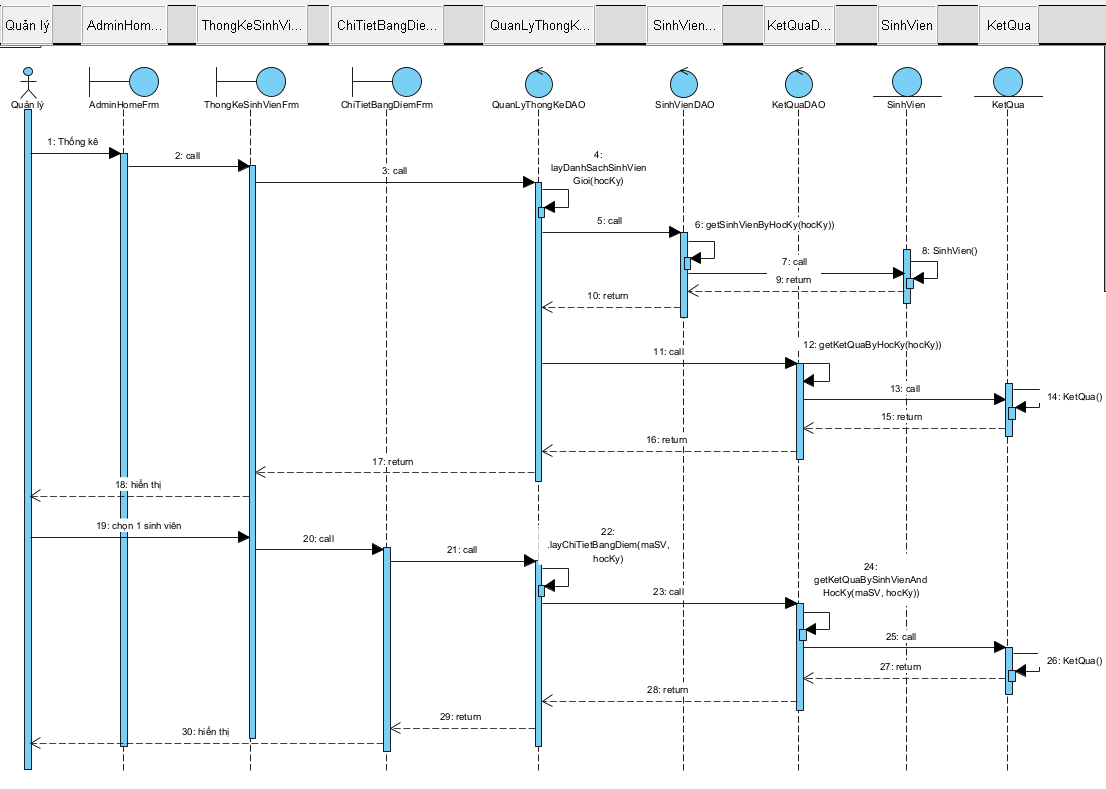 Quản lý
AdminHom...
ThongKeSinhVi...
ChiTietBangDie...
QuanLyThongK...
SinhVien...
KetQuaD...
SinhVien
KetQua
Quản lý
AdminHomeFrm
ThongKeSinhVienFrm
ChiTietBangDiemFrm
QuanLyThongKeDAO
SinhVienDAO
KetQuaDAO
SinhVien
KetQua
1: Thống kê
2: call
3: call
4:
layDanhSachSinhVien
Gioi(hocKy)
5: call
6: getSinhVienByHocKy(hocKy))
7: call
8: SinhVien()
9: return
10: return
11: call
12: getKetQuaByHocKy(hocKy))
13: call
14: KetQua()
15: return
16: return
17: return
18: hiển thị
19: chọn 1 sinh viên
20: call
21: call
22:
.layChiTietBangDiem(maSV,
hocKy)
23: call
24:
getKetQuaBySinhVienAnd
HocKy(maSV, hocKy))
25: call
26: KetQua()
27: return
28: return
29: return
30: hiển thị